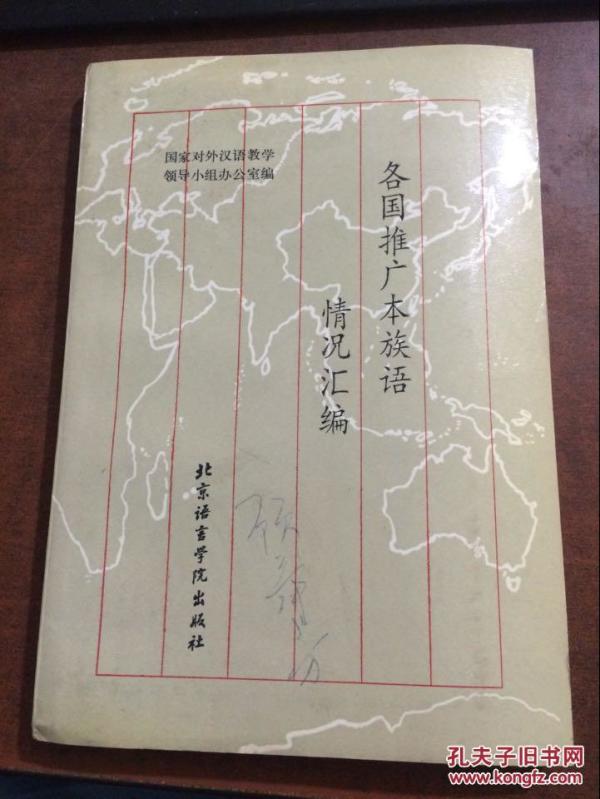 国家对外汉语教学
领导小组办公室编
各国推广本族语
情况汇编
北京语言学院出版社
孔夫子旧书网
www.kongfz.com